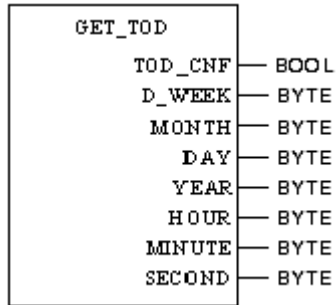 GET_TOD
TOD_CNF BOOL
D_WEEK BYTE
MONTH BYTE
DAY BYTE
YEAR BYTE
HOUR BYTE
MINUTE BYTE
SECOND BYTE